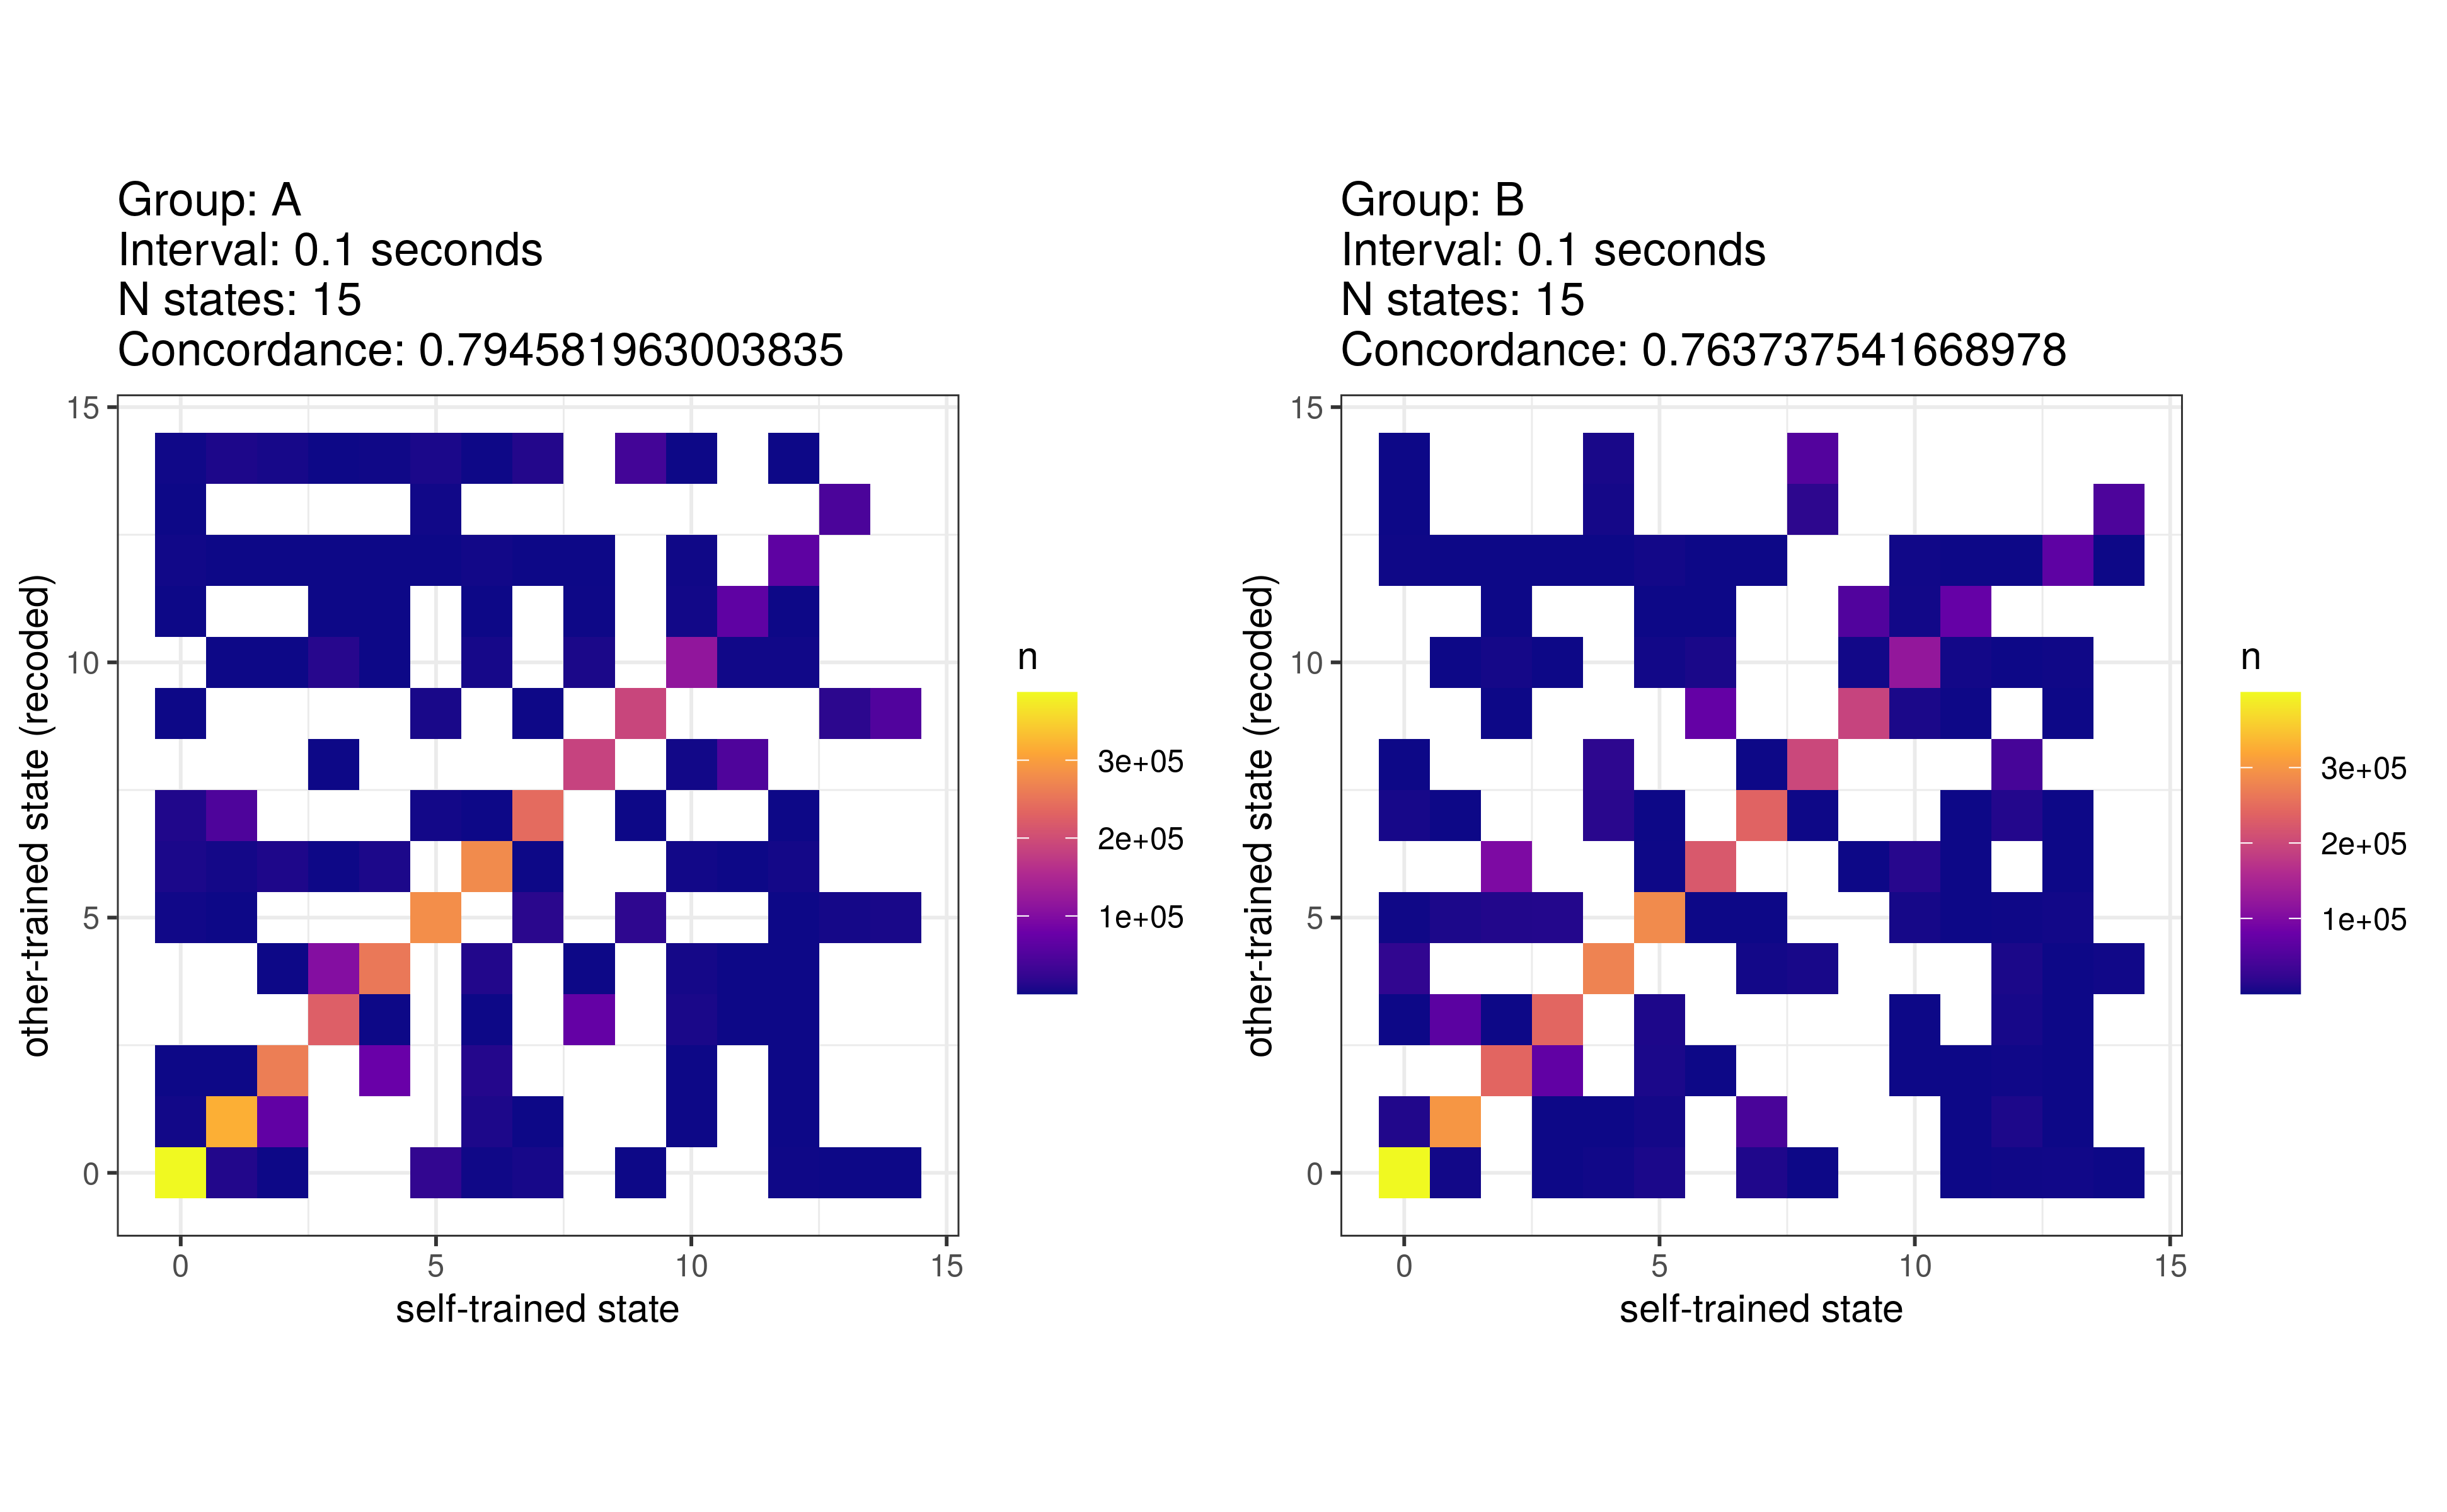 Group: A
Interval: 0.1 seconds
N states: 15
Concordance: 0.794581963003835
15
10
5
0
other-trained state (recoded)
0
5
10
15
self-trained state
n
3e+05
2e+05
1e+05
Group: B
Interval: 0.1 seconds
N states: 15
Concordance: 0.763737541668978
15
10
5
0
other-trained state (recoded)
0
5
10
15
self-trained state
n
3e+05
2e+05
1e+05